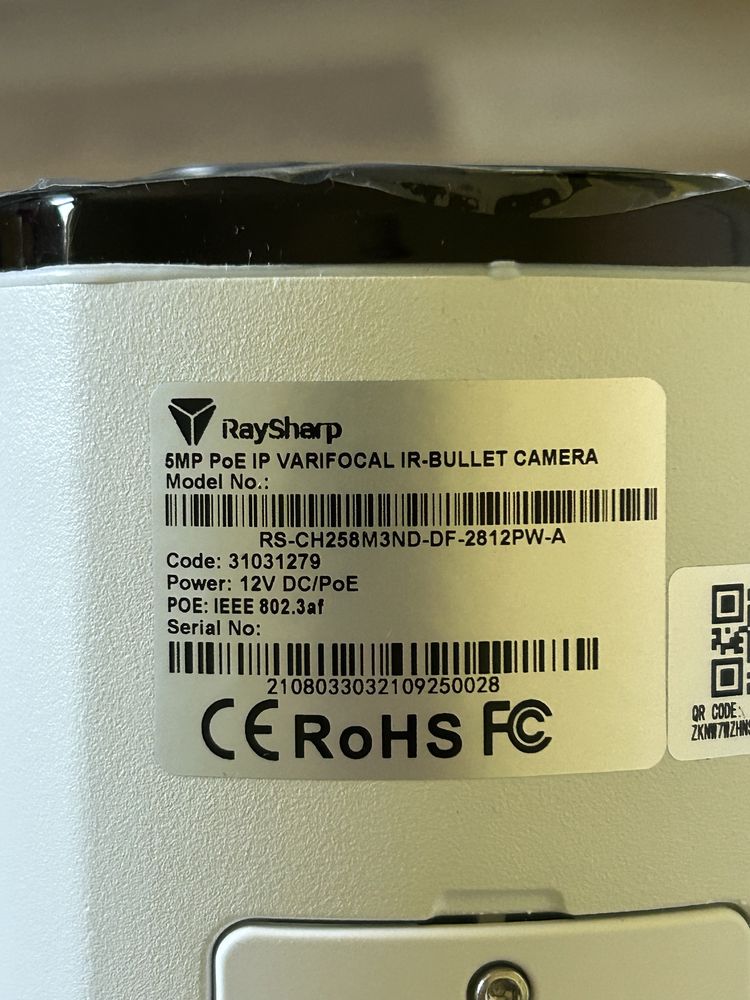 RaySharp
5MP PoE IP VARIFOCAL IR-BULLET CAMERA
Model No.:
RS-CH258M3ND-DF-2812PW-A
Code: 31031279
Power: 12V DC/PoE
POE: IEEE 802.3af
Serial No:
2108033032109250028
CE RoHS FC
QR CODE: